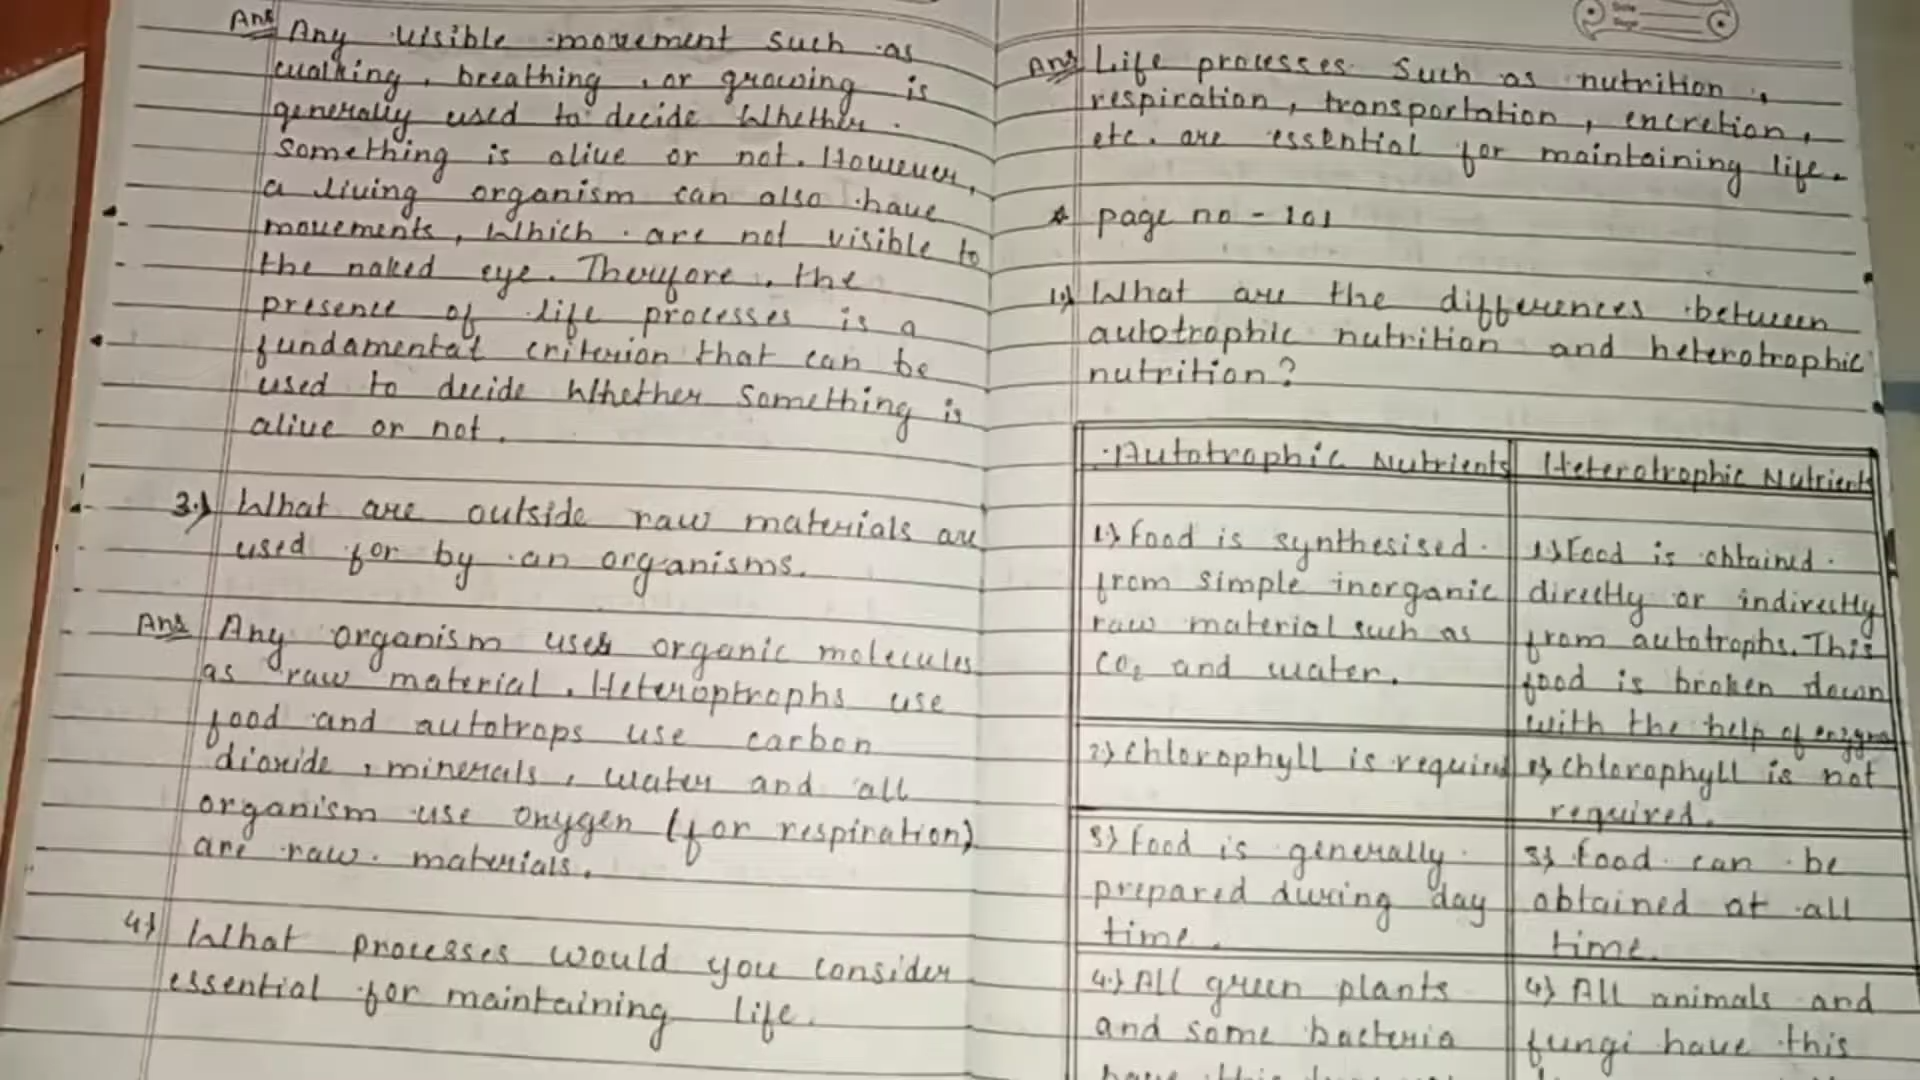 Ans Any visible movement such as
walking, breathing, or growing is
generally used to decide whether
something is alive or not. However,
a living organism can also have
movements, which are not visible to
the naked eye. Therefore, the
presence of life processes is a
fundamental criterion that can be
used to decide whether something is
alive or not.
3.) What are outside raw materials are
used for by an organisms.
Ans Any organism uses organic molecules
as raw material. Heteroptrophs use
food and autotrops use carbon
dioxide, minerals, water and all
organism use oxygen (for respiration)
are raw materials.
4) What processes would you consider
essential for maintaining life.
Ans Life processes such as nutrition,
respiration, transportation, excretion,
etc. are essential for maintaining life.
page no - 101
1.) What are the differences between
autotrophic nutrition and heterotrophic
nutrition?
Autotrophic Nutrients
1.) Food is synthesised
from simple inorganic
raw material such as
CO₂ and water.
2) Chlorophyll is required
3) Food is generally
prepared during day
time.
4.) All green plants
and some bacteria
have this
Heterotrophic Nutrients
1.) Food is obtained
directly or indirectly
from autotrophs. This
food is broken down
with the help of
2) Chlorophyll is not
required.
3) Food can be
obtained at all
time.
4) All animals and
fungi have this